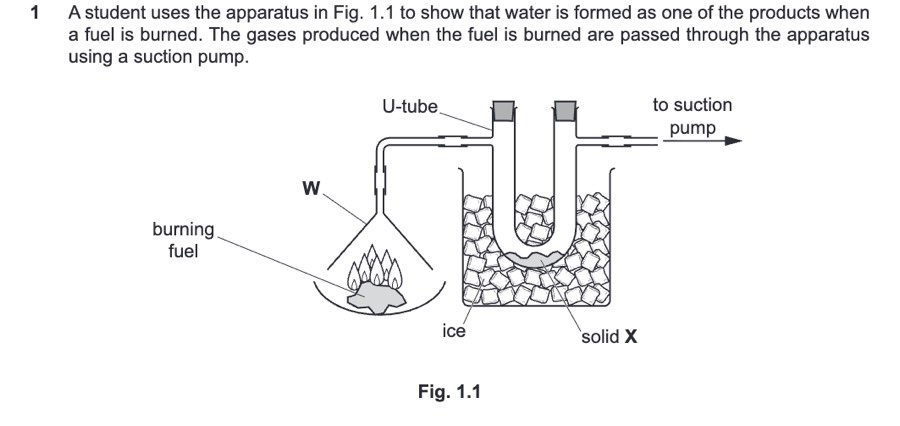 1 A student uses the apparatus in Fig. 1.1 to show that water is formed as one of the products when
a fuel is burned. The gases produced when the fuel is burned are passed through the apparatus
using a suction pump.
U-tube
to suction
pump
W
burning
fuel
ice
solid X
Fig. 1.1